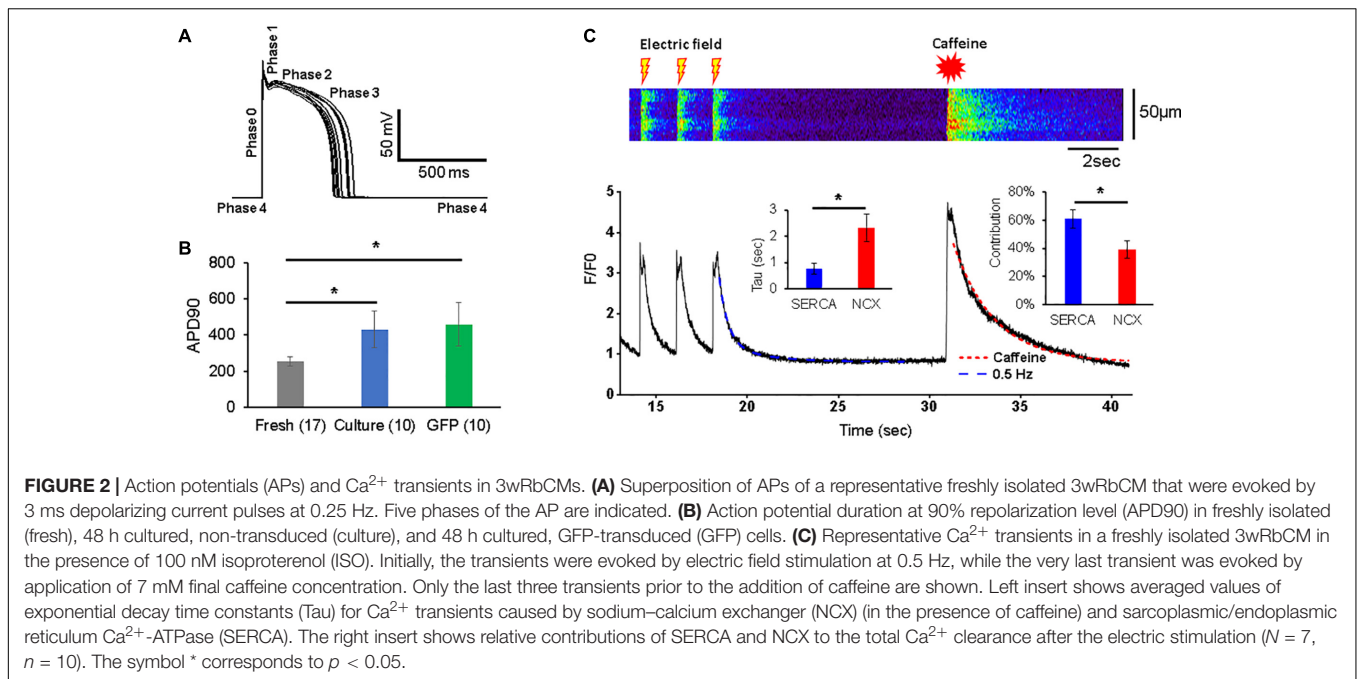 A
Phase 1
Phase 2
Phase 3
Phase 0
Phase 4
Phase 4
50 mV
500 ms
B
*
*
APD90
800
600
400
200
0
Fresh (17) Culture (10) GFP (10)
C
Electric field
Caffeine
50µm
2sec
F/F0
5
4
3
2
1
0
15 20 25 30 35 40
Time (sec)
*
Tau (sec)
3
2
1
0
SERCA NCX
*
Contribution
80%
60%
40%
20%
0%
SERCA NCX
Caffeine
0.5 Hz
FIGURE 2 | Action potentials (APs) and Ca2+ transients in 3wRbCMs. (A) Superposition of APs of a representative freshly isolated 3wRbCM that were evoked by
3 ms depolarizing current pulses at 0.25 Hz. Five phases of the AP are indicated. (B) Action potential duration at 90% repolarization level (APD90) in freshly isolated
(fresh), 48 h cultured, non-transduced (culture), and 48 h cultured, GFP-transduced (GFP) cells. (C) Representative Ca2+ transients in a freshly isolated 3wRbCM in
the presence of 100 nM isoproterenol (ISO). Initially, the transients were evoked by electric field stimulation at 0.5 Hz, while the very last transient was evoked by
application of 7 mM final caffeine concentration. Only the last three transients prior to the addition of caffeine are shown. Left insert shows averaged values of
exponential decay time constants (Tau) for Ca2+ transients caused by sodium–calcium exchanger (NCX) (in the presence of caffeine) and sarcoplasmic/endoplasmic
reticulum Ca2+-ATPase (SERCA). The right insert shows relative contributions of SERCA and NCX to the total Ca2+ clearance after the electric stimulation (N = 7,
n = 10). The symbol * corresponds to p < 0.05.